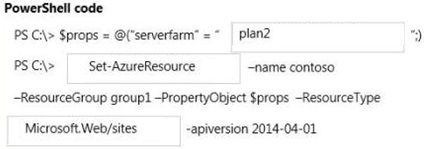 PowerShell code
PS C:\> $props = @{“serverfarm” = “ plan2 ”;}
PS C:\> Set-AzureResource –name contoso
–ResourceGroup group1 –PropertyObject $props –ResourceType
Microsoft.Web/sites -apiversion 2014-04-01